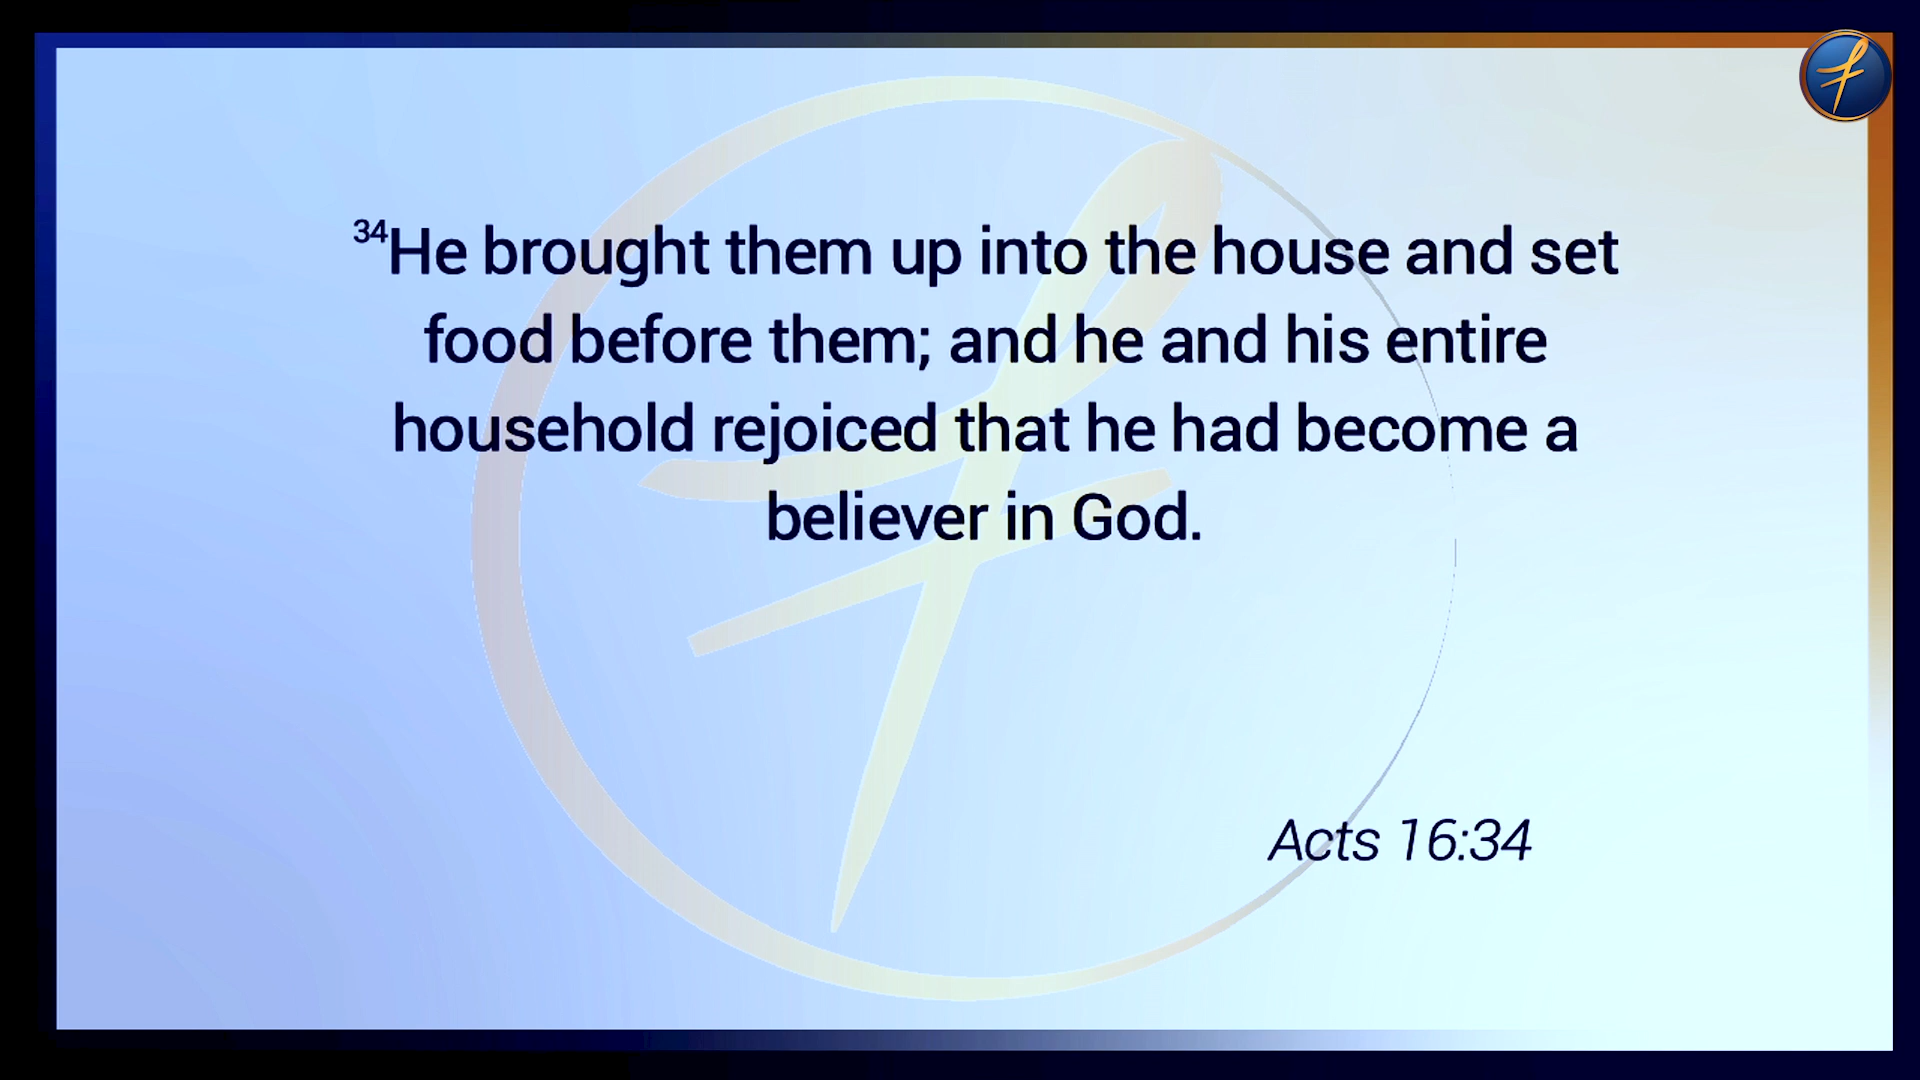 34He brought them up into the house and set
food before them; and he and his entire
household rejoiced that he had become a
believer in God.
Acts 16:34